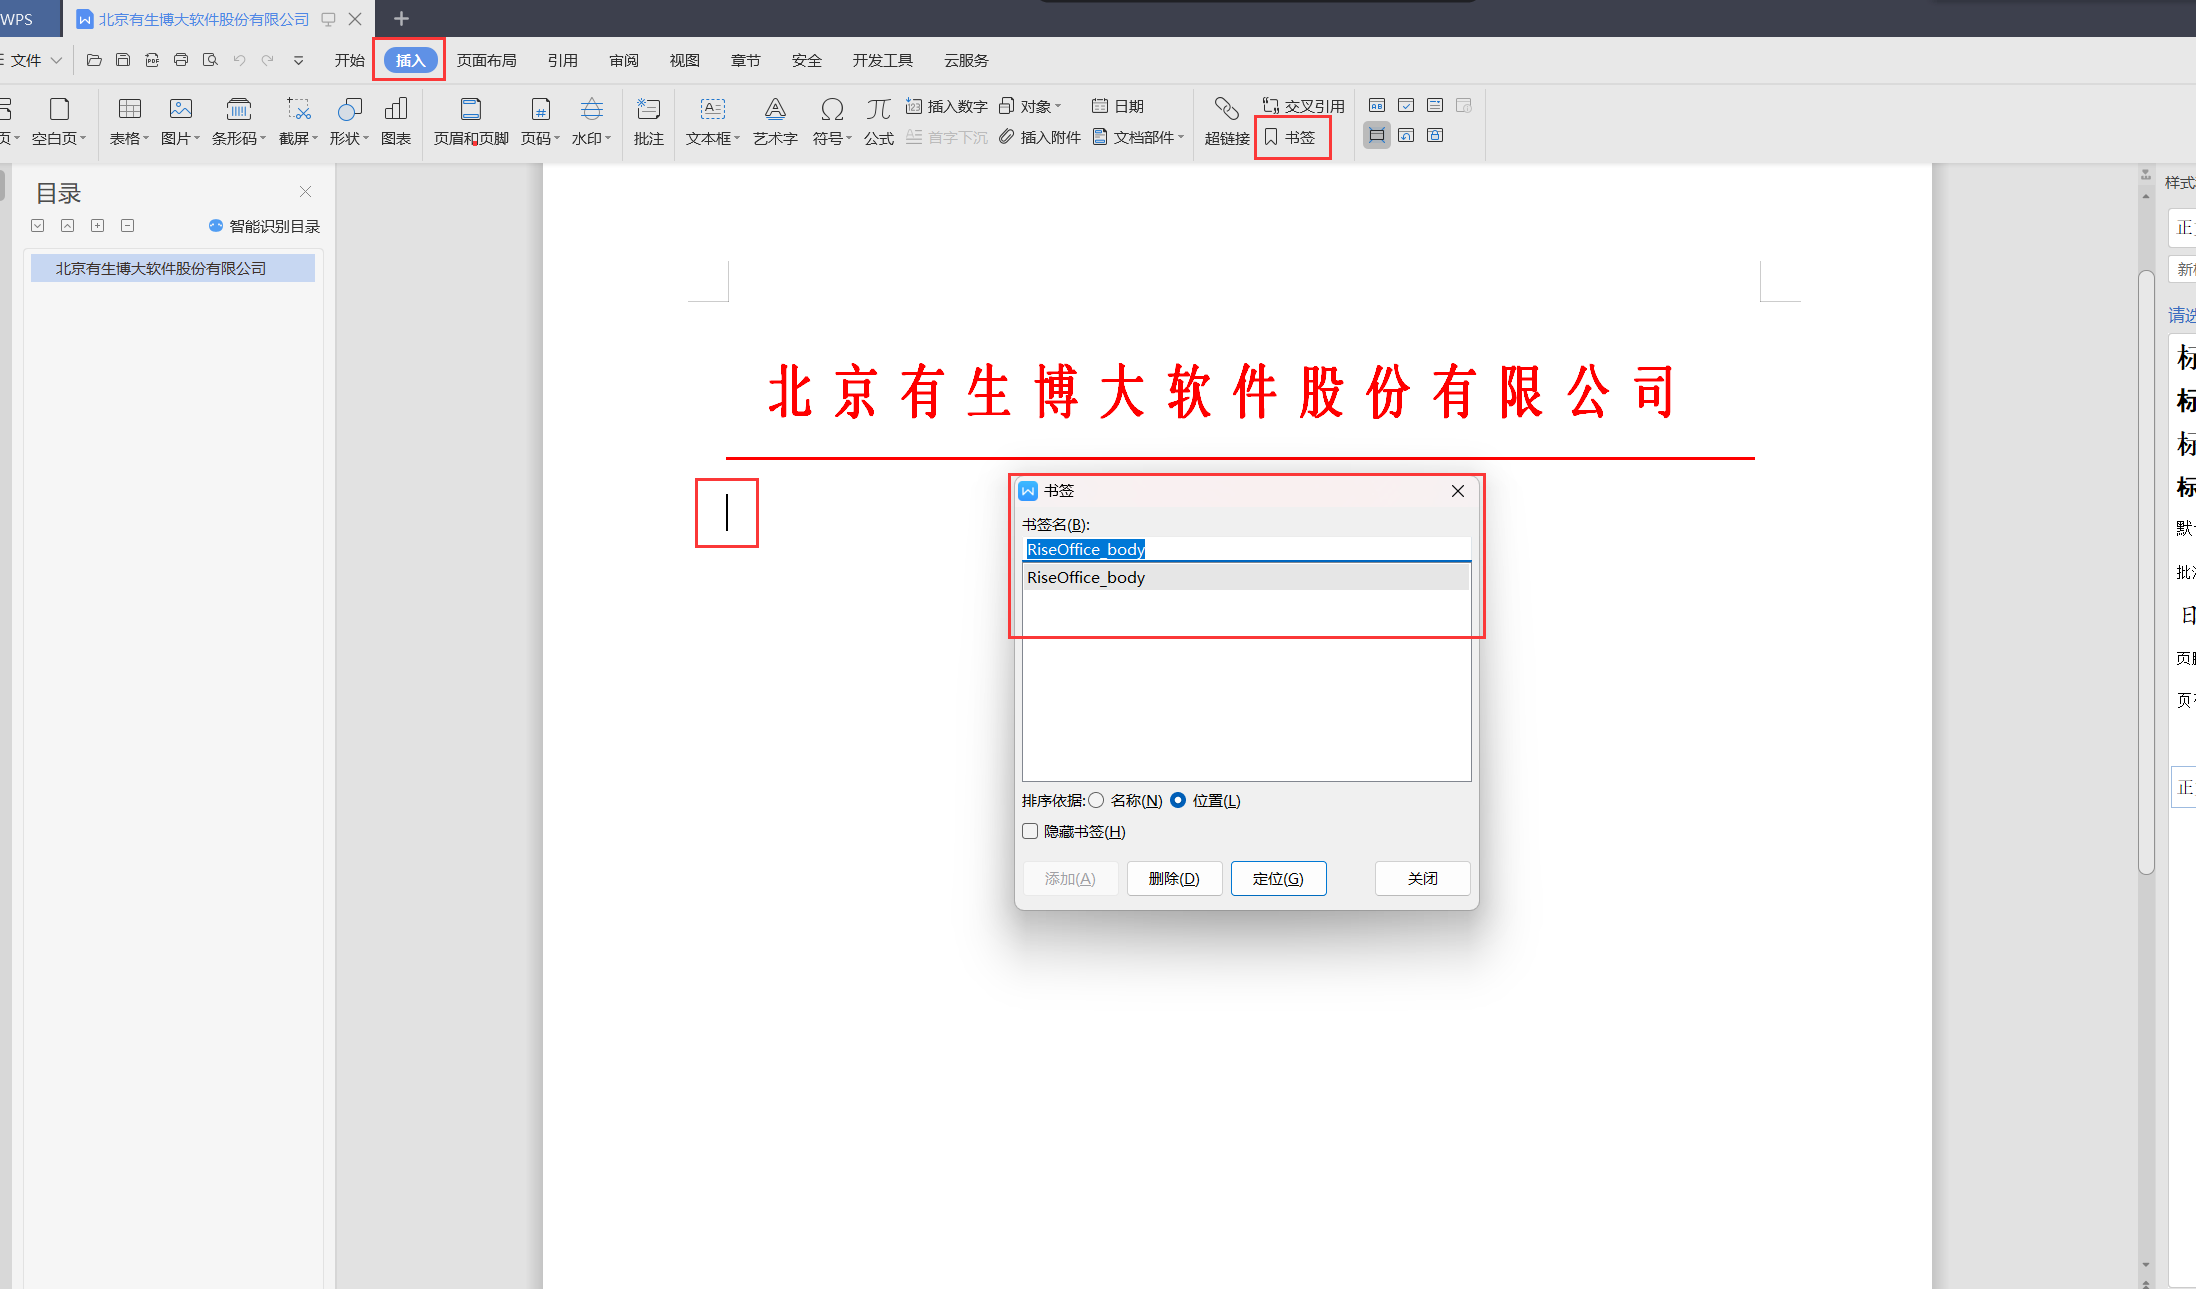 WPS
北京有生博大软件股份有限公司
文件
开始
插入
页面布局
引用
审阅
视图
章节
安全
开发工具
云服务
页
空白页
表格
图片
条形码
截屏
形状
图表
页眉和页脚
页码
水印
批注
文本框
艺术字
符号
公式
插入数字
首字下沉
对象
插入附件
日期
文档部件
超链接
交叉引用
书签
目录
智能识别目录
北京有生博大软件股份有限公司
北京有生博大软件股份有限公司
书签
书签名(B):
RiseOffice_body
RiseOffice_body
排序依据: 名称(N) 位置(L)
隐藏书签(H)
添加(A) 删除(D) 定位(G) 关闭
样式
正
新
请选
标
标
标
标
默
批
印
页
正